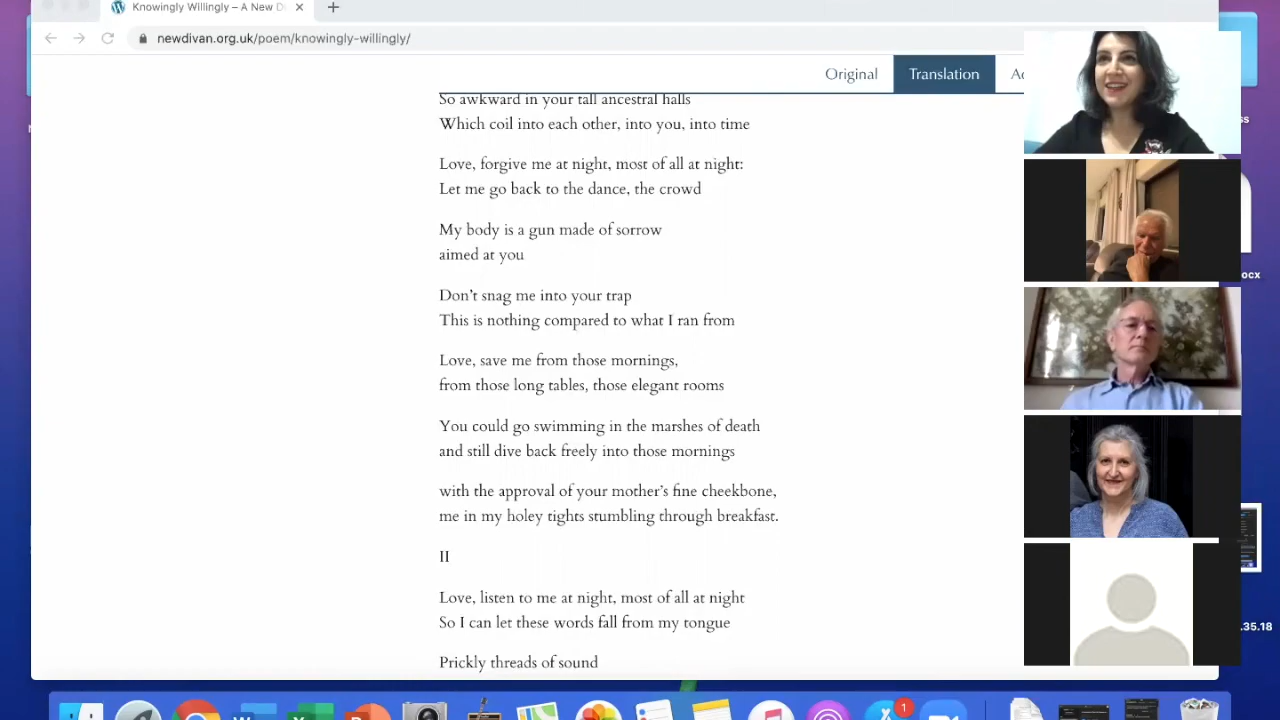 Knowingly Willingly – A New D
newdivan.org.uk/poem/knowingly-willingly/
Original
Translation
So awkward in your tall ancestral halls
Which coil into each other, into you, into time
Love, forgive me at night, most of all at night:
Let me go back to the dance, the crowd
My body is a gun made of sorrow
aimed at you
Don’t snag me into your trap
This is nothing compared to what I ran from
Love, save me from those mornings,
from those long tables, those elegant rooms
You could go swimming in the marshes of death
and still dive back freely into those mornings
with the approval of your mother’s fine cheekbone,
me in my holey tights stumbling through breakfast.
II
Love, listen to me at night, most of all at night
So I can let these words fall from my tongue
Prickly threads of sound
ss
ocx
.35.18
1